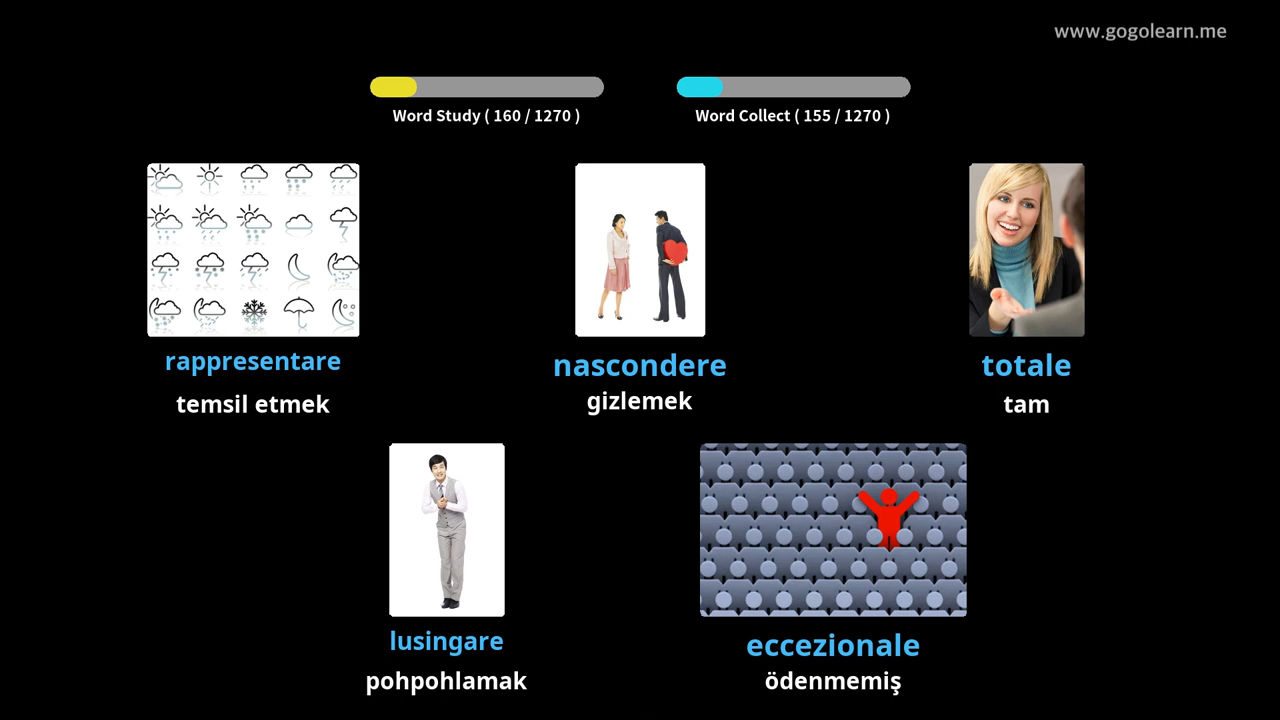 www.gogolearn.me
Word Study ( 160 / 1270 )
Word Collect ( 155 / 1270 )
rappresentare
temsil etmek
nascondere
gizlemek
totale
tam
lusingare
pohpohlamak
eccezionale
ödenmemiş